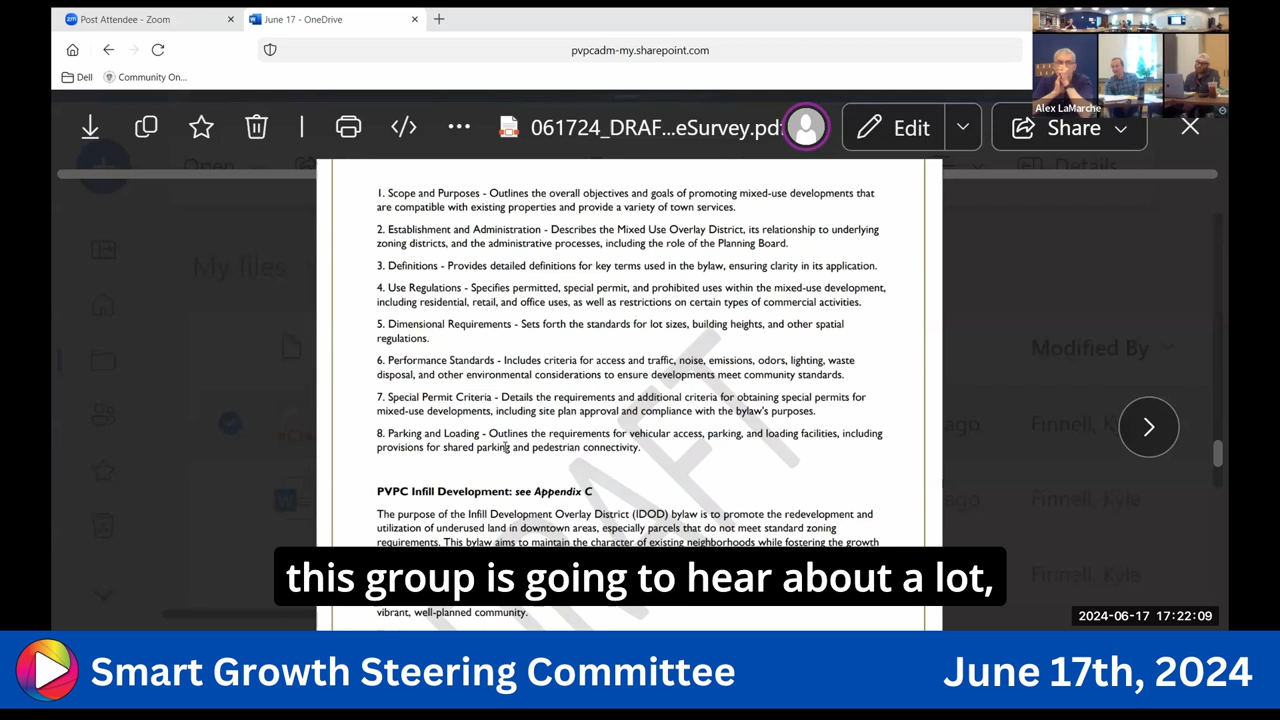 Post Attendee - Zoom
June 17 - OneDrive
pvpcadm-my.sharepoint.com
Dell
Community On...
Alex LaMarche
061724_DRAF...eSurvey.pdf
Edit
Share
Open
Details
My files
Modified By
1. Scope and Purposes - Outlines the overall objectives and goals of promoting mixed-use developments that
are compatible with existing properties and provide a variety of town services.
2. Establishment and Administration - Describes the Mixed Use Overlay District, its relationship to underlying
zoning districts, and the administrative processes, including the role of the Planning Board.
3. Definitions - Provides detailed definitions for key terms used in the bylaw, ensuring clarity in its application.
4. Use Regulations - Specifies permitted, special permit, and prohibited uses within the mixed-use development,
including residential, retail, and office uses, as well as restrictions on certain types of commercial activities.
5. Dimensional Requirements - Sets forth the standards for lot sizes, building heights, and other spatial
regulations.
6. Performance Standards - Includes criteria for access and traffic, noise, emissions, odors, lighting, waste
disposal, and other environmental considerations to ensure developments meet community standards.
7. Special Permit Criteria - Details the requirements and additional criteria for obtaining special permits for
mixed-use developments, including site plan approval and compliance with the bylaw's purposes.
8. Parking and Loading - Outlines the requirements for vehicular access, parking, and loading facilities, including
provisions for shared parking and pedestrian connectivity.
PVPC Infill Development: see Appendix C
The purpose of the Infill Development Overlay District (IDOD) bylaw is to promote the redevelopment and
utilization of underused land in downtown areas, especially parcels that do not meet standard zoning
requirements. This bylaw aims to maintain the character of existing neighborhoods while fostering the growth
vibrant, well-planned community.
DRAFT
ago
Finnell, Kyle
ago
Finnell, Kyle
Finnell, Kyle
this group is going to hear about a lot,
2024-06-17 17:22:09
Smart Growth Steering Committee
June 17th, 2024